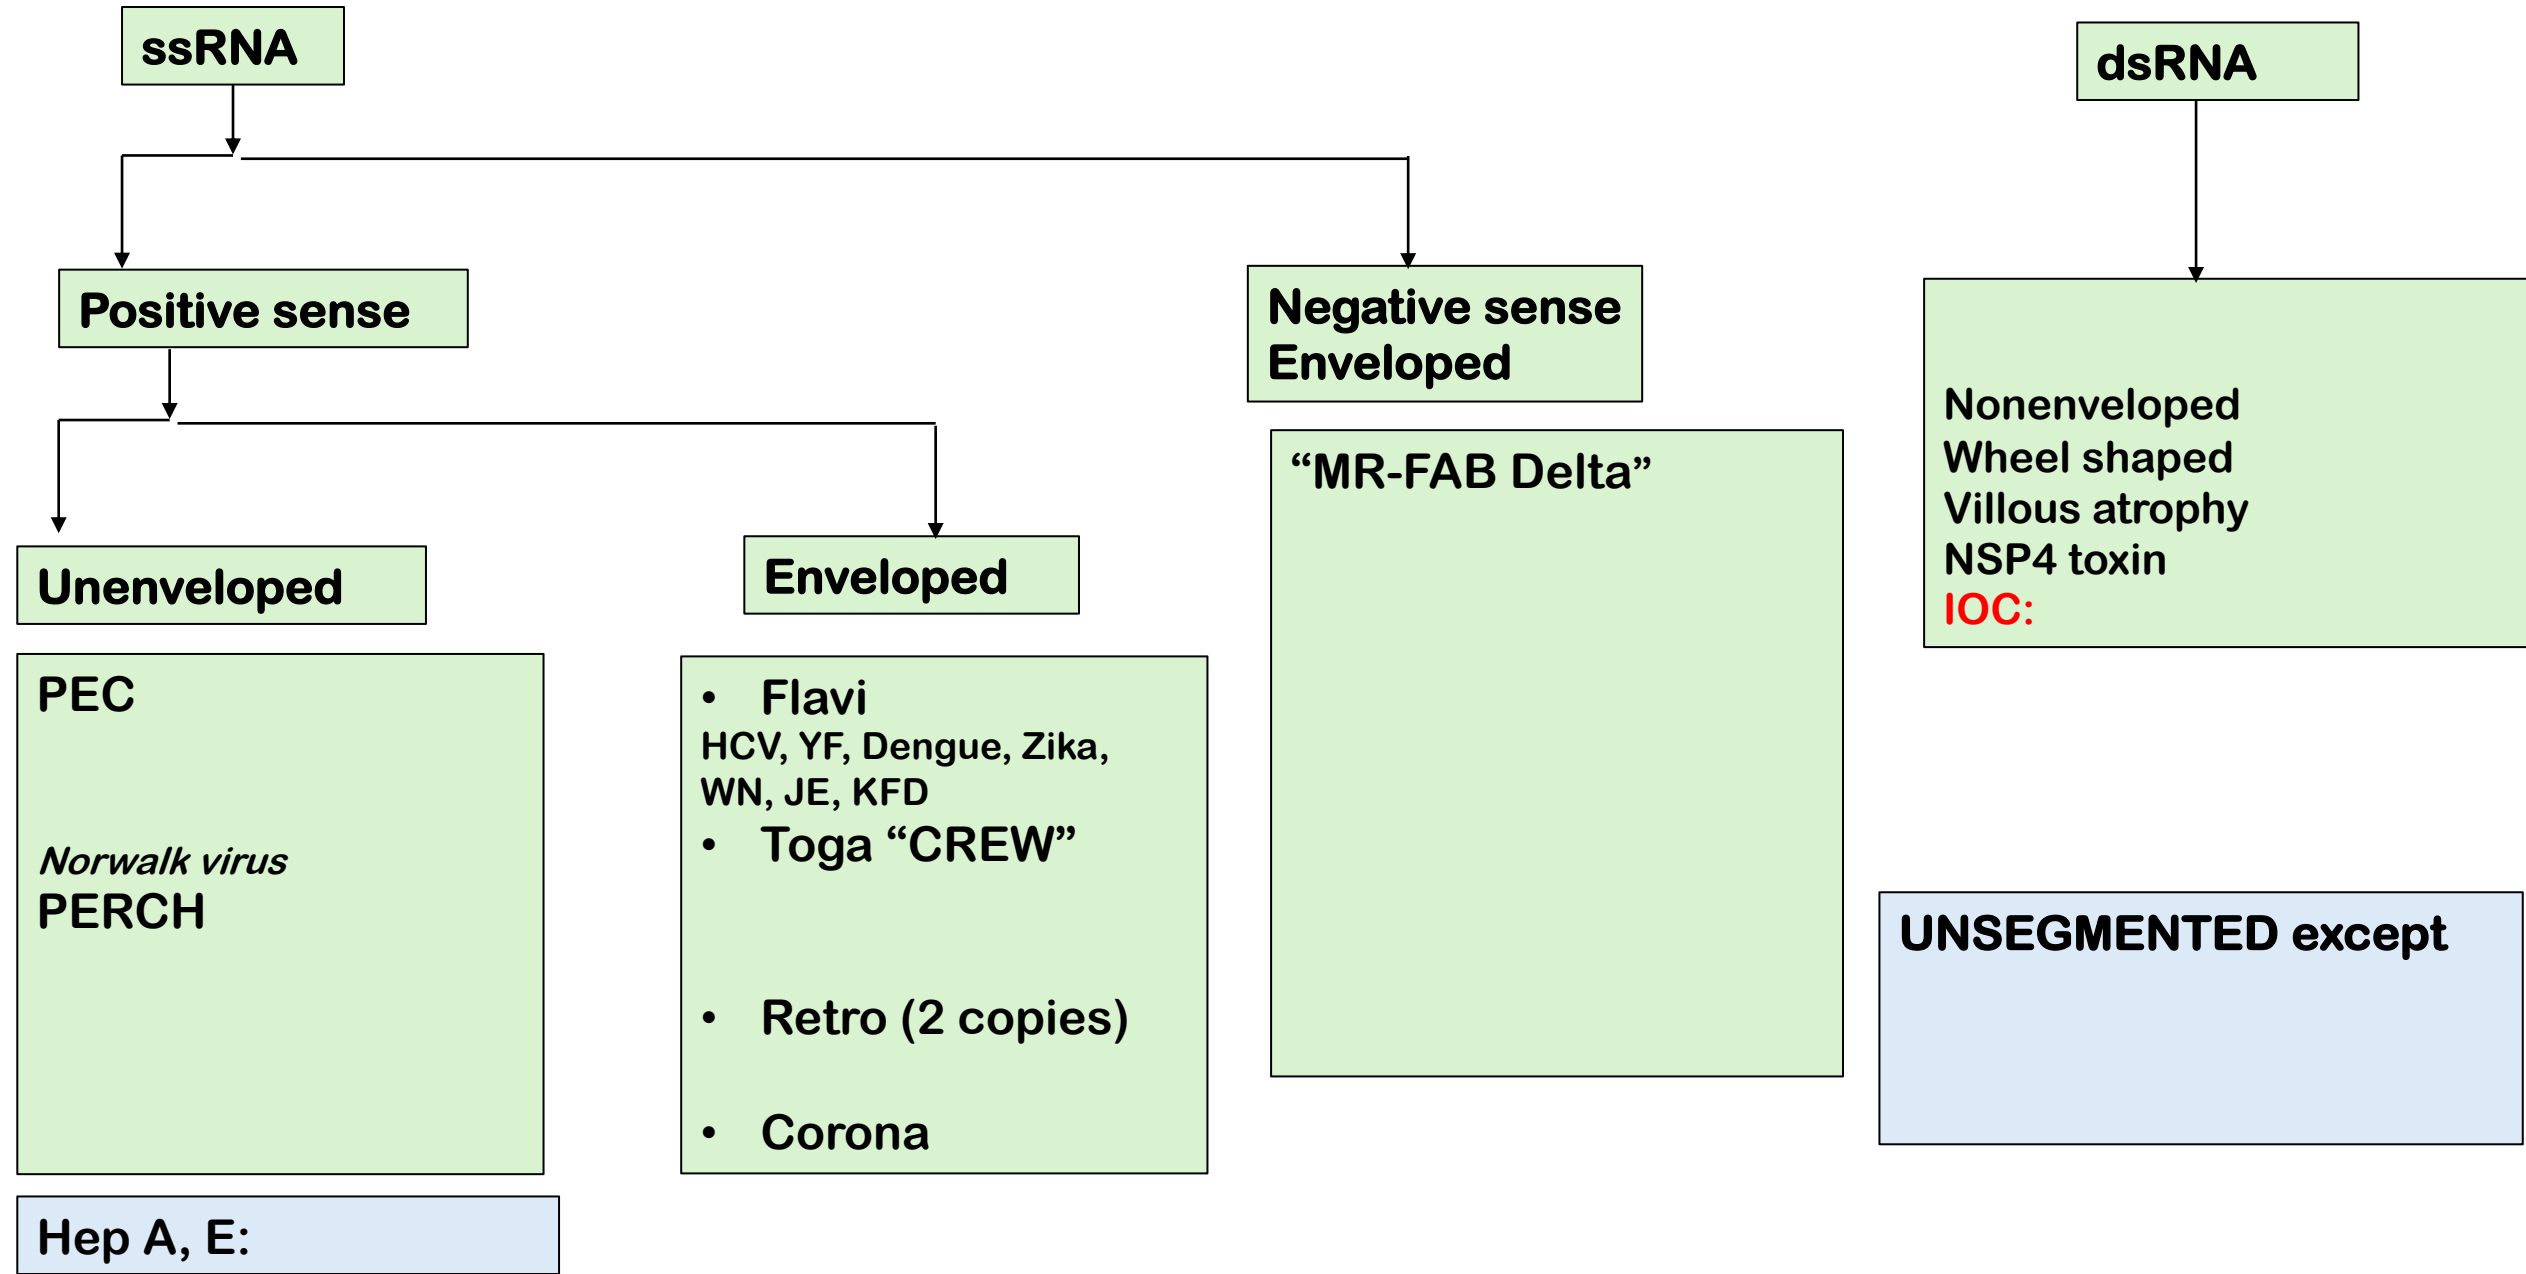 ssRNA
dsRNA
Positive sense
Negative sense
Enveloped
Unenveloped
Enveloped
PEC
Norwalk virus
PERCH
Hep A, E:
• Flavi
HCV, YF, Dengue, Zika,
WN, JE, KFD
• Toga “CREW”
• Retro (2 copies)
• Corona
“MR-FAB Delta”
Nonenveloped
Wheel shaped
Villous atrophy
NSP4 toxin
IOC:
UNSEGMENTED except